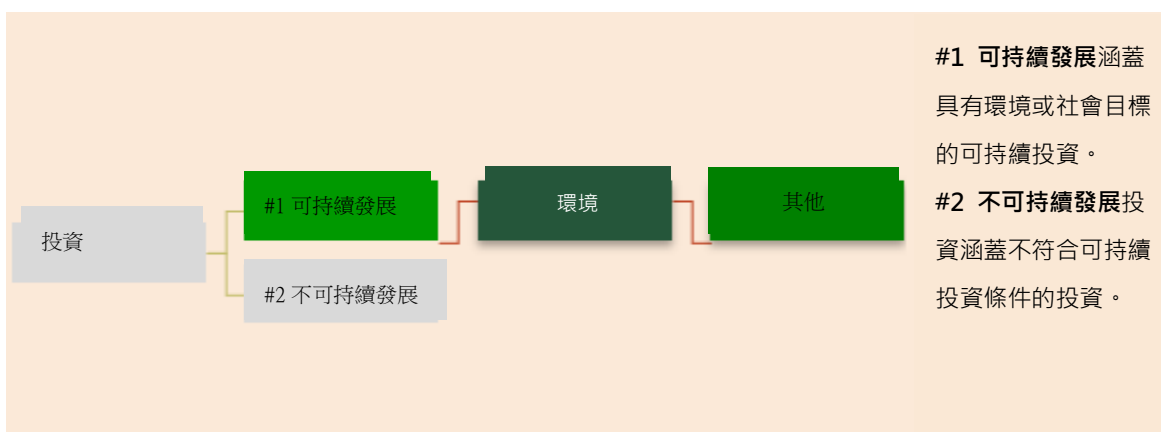 投資
#1 可持續發展
#2 不可持續發展
環境
其他
#1 可持續發展涵蓋
具有環境或社會目標
的可持續投資。
#2 不可持續發展投
資涵蓋不符合可持續
投資條件的投資。